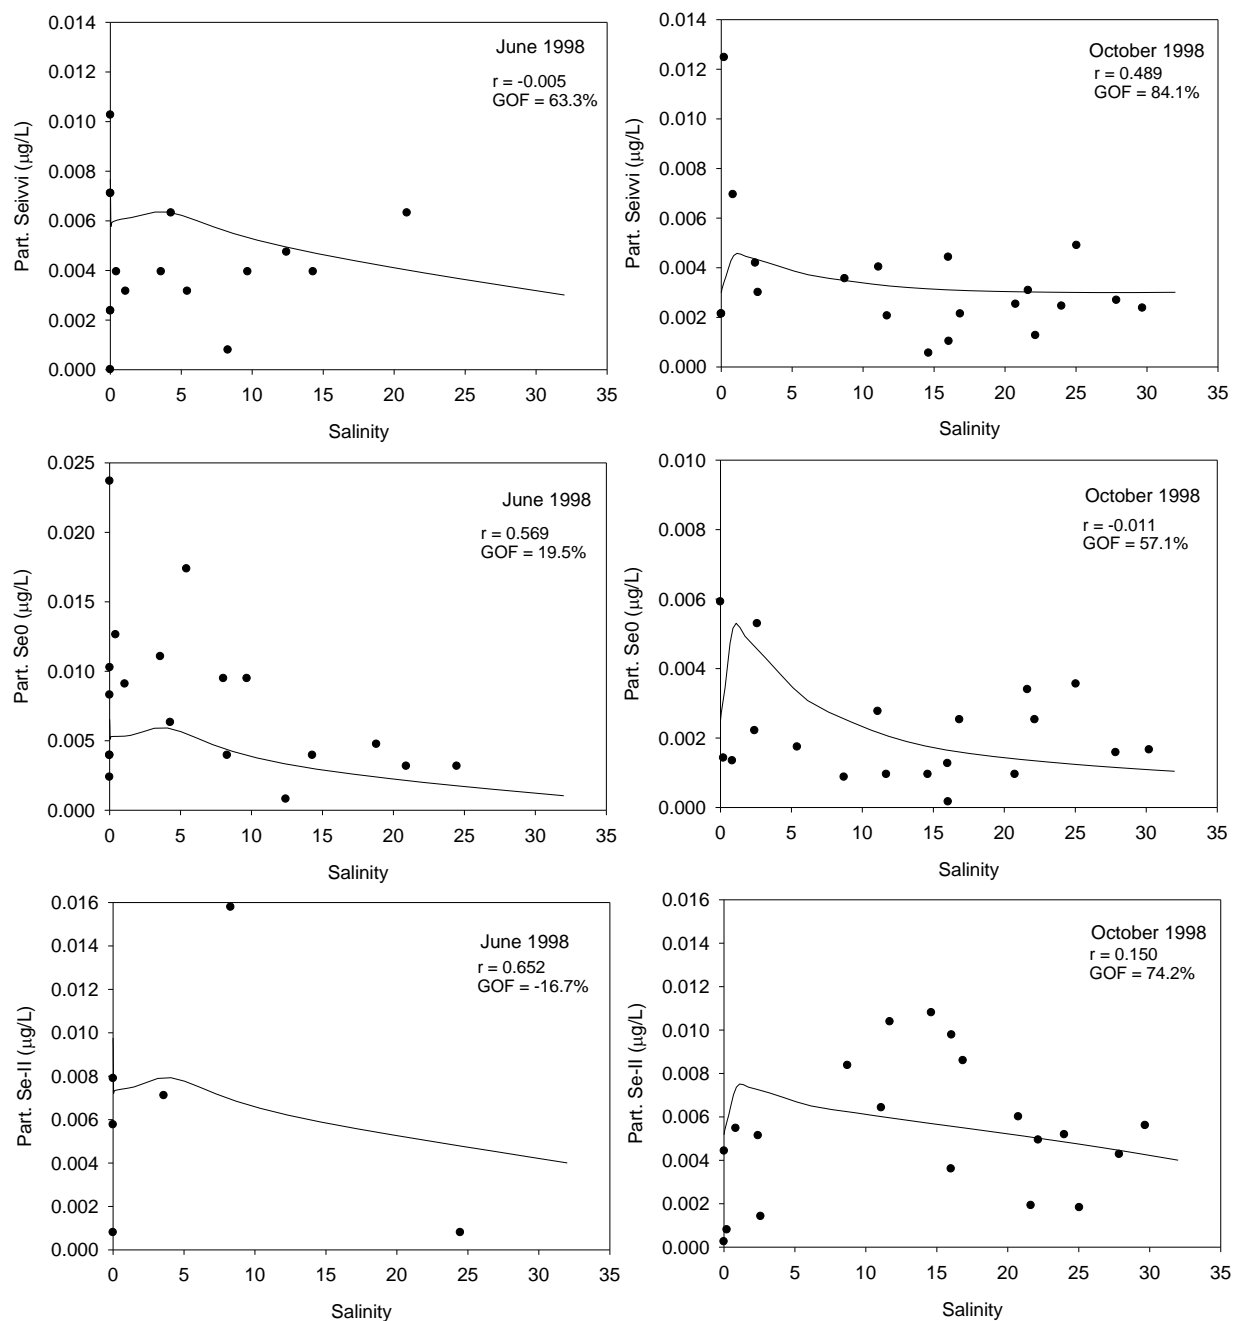 0.014
0.012
0.010
0.008
0.006
0.004
0.002
0.000
Part. Seivvi (µg/L)
June 1998
r = -0.005
GOF = 63.3%
0 5 10 15 20 25 30 35
Salinity
0.014
0.012
0.010
0.008
0.006
0.004
0.002
0.000
Part. Seivvi (µg/L)
October 1998
r = 0.489
GOF = 84.1%
0 5 10 15 20 25 30 35
Salinity
0.025
0.020
0.015
0.010
0.005
0.000
Part. Se0 (µg/L)
June 1998
r = 0.569
GOF = 19.5%
0 5 10 15 20 25 30 35
Salinity
0.010
0.008
0.006
0.004
0.002
0.000
Part. Se0 (µg/L)
October 1998
r = -0.011
GOF = 57.1%
0 5 10 15 20 25 30 35
Salinity
0.016
0.014
0.012
0.010
0.008
0.006
0.004
0.002
0.000
Part. Se-II (µg/L)
June 1998
r = 0.652
GOF = -16.7%
0 5 10 15 20 25 30 35
Salinity
0.016
0.014
0.012
0.010
0.008
0.006
0.004
0.002
0.000
Part. Se-II (µg/L)
October 1998
r = 0.150
GOF = 74.2%
0 5 10 15 20 25 30 35
Salinity